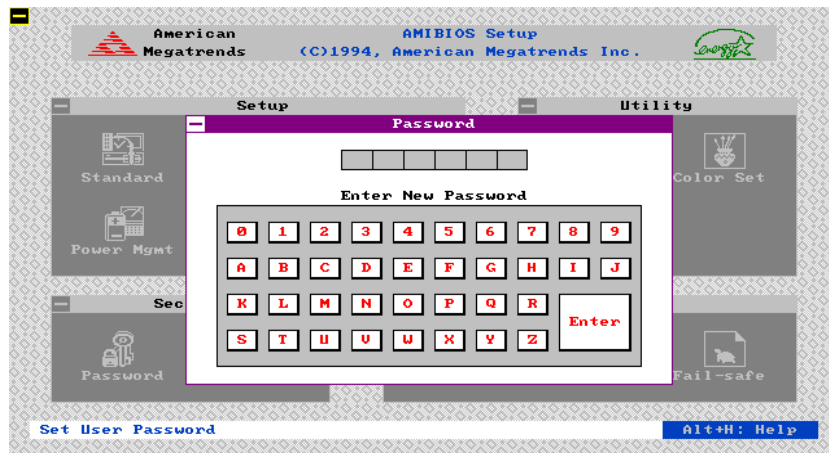 American
Megatrends
AMIBIOS Setup
(C)1994, American Megatrends Inc.
energy
Setup
Utility
Password
Standard
Color Set
Enter New Password
0 1 2 3 4 5 6 7 8 9
Power Mgmt
A B C D E F G H I J
K L M N O P Q R
Enter
S T U V W X Y Z
Sec
Password
Fail-safe
Set User Password
Alt+H: Help